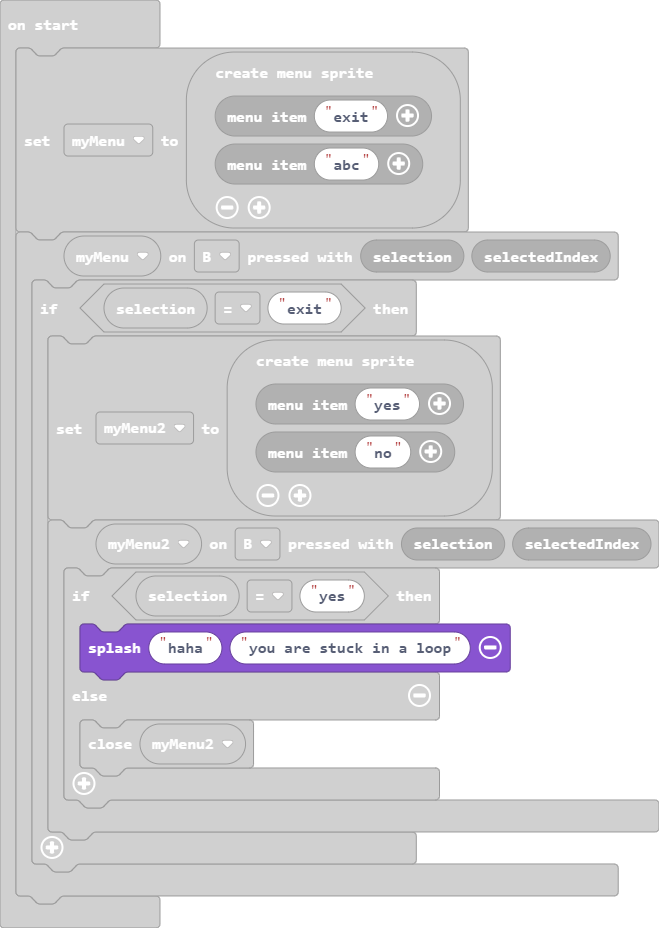 on start
create menu sprite
menu item "exit"
set myMenu to
menu item "abc"
myMenu on B pressed with selection selectedIndex
if selection = "exit" then
create menu sprite
menu item "yes"
set myMenu2 to
menu item "no"
myMenu2 on B pressed with selection selectedIndex
if selection = "yes" then
splash "haha" "you are stuck in a loop"
else
close myMenu2